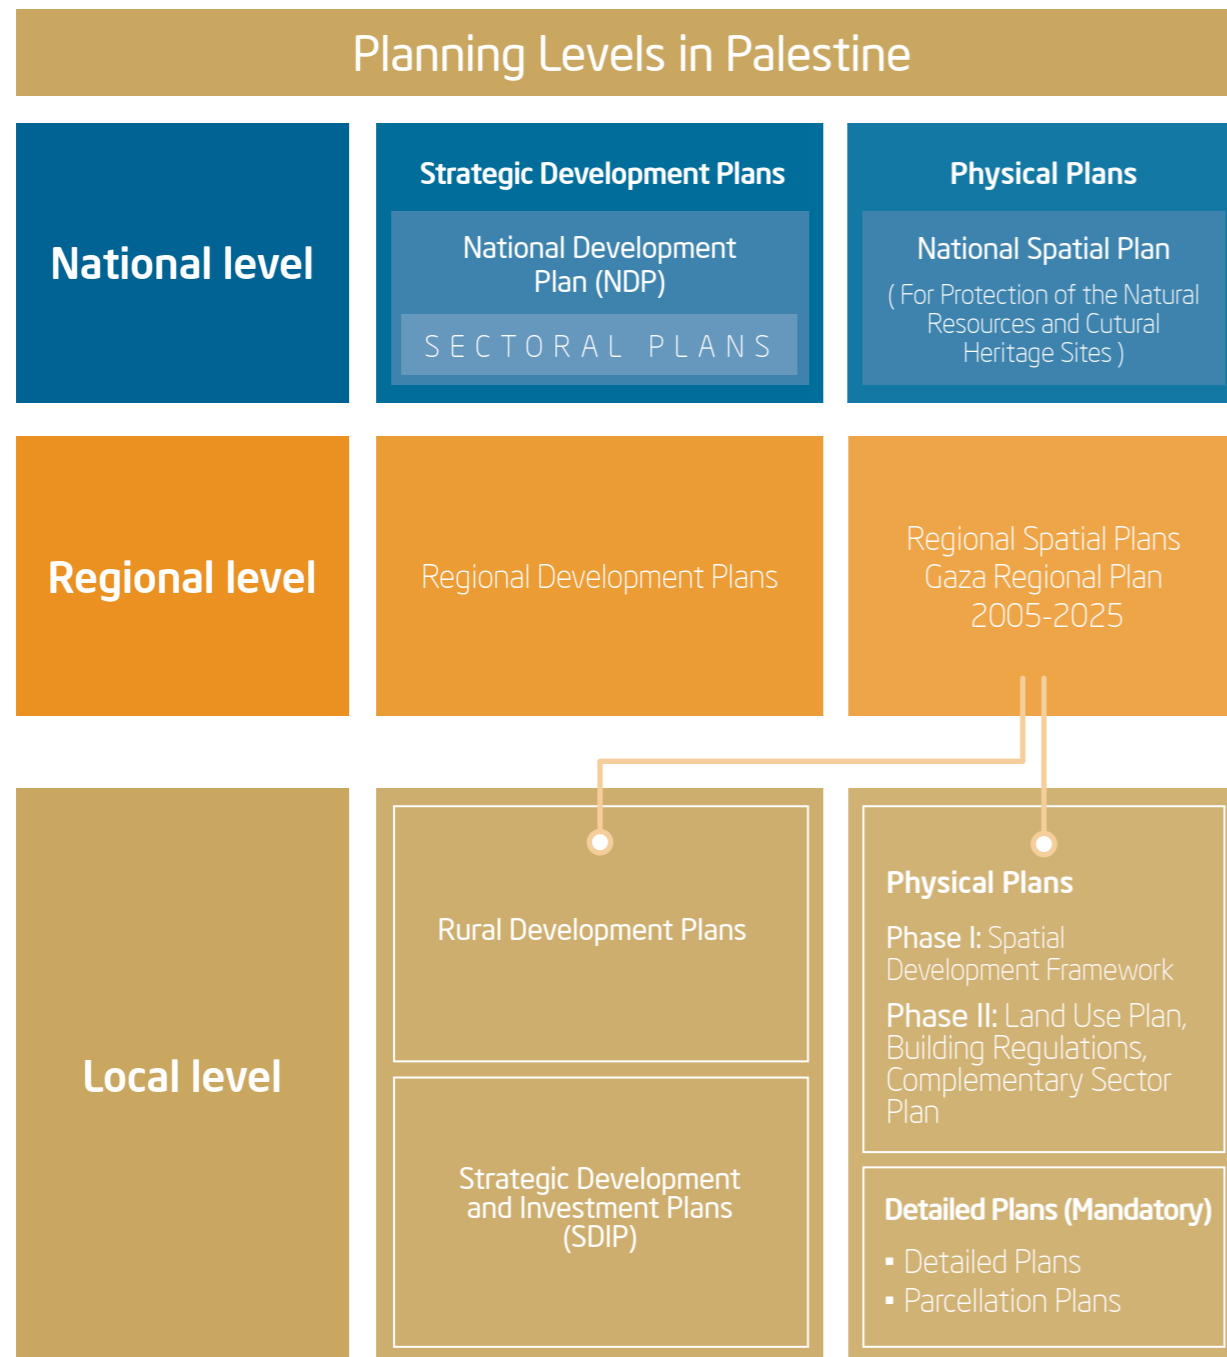 Planning Levels in Palestine
National level
Strategic Development Plans
National Development
Plan (NDP)
SECTORAL PLANS
Physical Plans
National Spatial Plan
( For Protection of the Natural
Resources and Cutural
Heritage Sites )
Regional level
Regional Development Plans
Regional Spatial Plans
Gaza Regional Plan
2005-2025
Local level
Rural Development Plans
Strategic Development
and Investment Plans
(SDIP)
Physical Plans
Phase I: Spatial
Development Framework
Phase II: Land Use Plan,
Building Regulations,
Complementary Sector
Plan
Detailed Plans (Mandatory)
▪ Detailed Plans
▪ Parcellation Plans